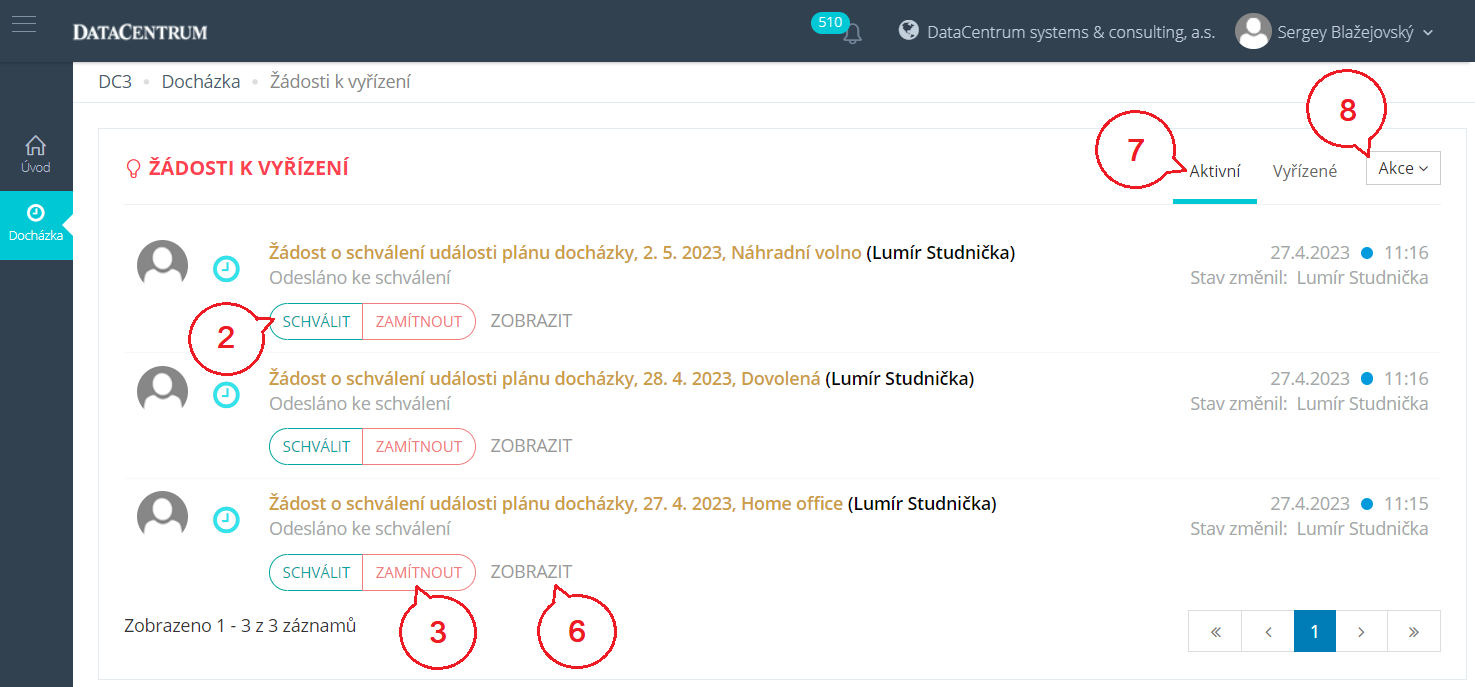 DATACENTRUM
510
DataCentrum systems & consulting, a.s.
Sergey Blažejovský
DC3 • Docházka • Žádosti k vyřízení
8
7
Úvod
ŽÁDOSTI K VYŘÍZENÍ
Aktivní
Vyřízené
Akce
Docházka
Žádost o schválení události plánu docházky, 2. 5. 2023, Náhradní volno (Lumír Studnička)
27.4.2023 ● 11:16
Odesláno ke schválení
Stav změnil: Lumír Studnička
SCHVÁLIT ZAMÍTNOUT ZOBRAZIT
2
Žádost o schválení události plánu docházky, 28. 4. 2023, Dovolená (Lumír Studnička)
27.4.2023 ● 11:16
Odesláno ke schválení
Stav změnil: Lumír Studnička
SCHVÁLIT ZAMÍTNOUT ZOBRAZIT
Žádost o schválení události plánu docházky, 27. 4. 2023, Home office (Lumír Studnička)
27.4.2023 ● 11:15
Odesláno ke schválení
Stav změnil: Lumír Studnička
SCHVÁLIT ZAMÍTNOUT ZOBRAZIT
3
6
Zobrazeno 1 - 3 z 3 záznamů
« ‹ 1 › »